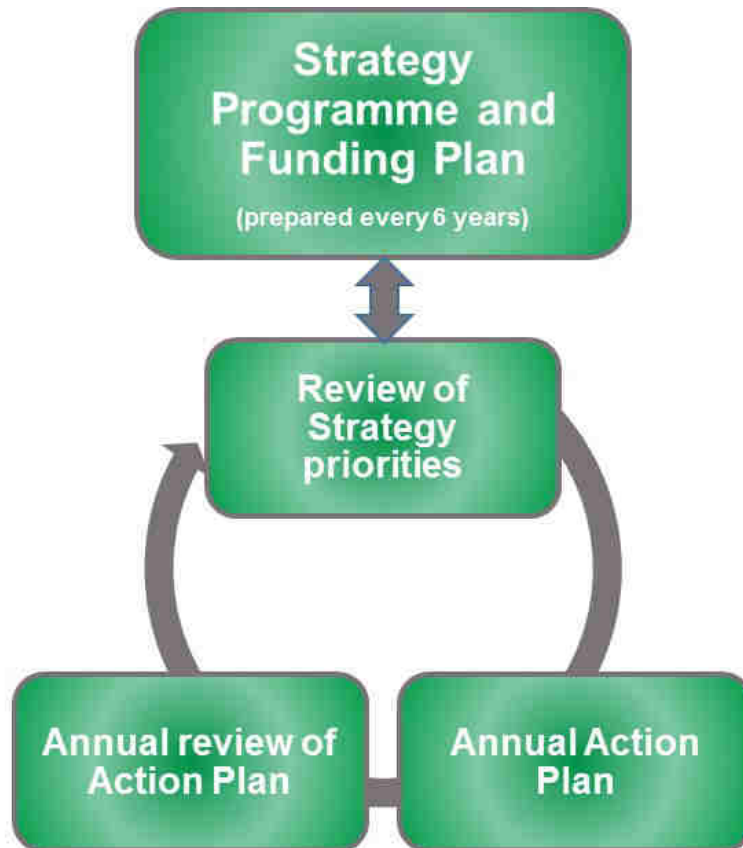 Strategy
Programme and
Funding Plan
(prepared every 6 years)
Review of
Strategy
priorities
Annual review of
Action Plan
Annual Action
Plan